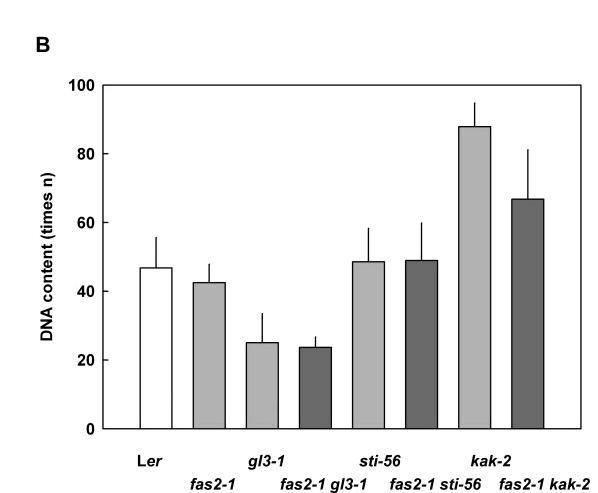 B
100
80
60
40
20
0
DNA content (times n)
Ler gl3-1 sti-56 kak-2
fas2-1 fas2-1 gl3-1 fas2-1 sti-56 fas2-1 kak-2